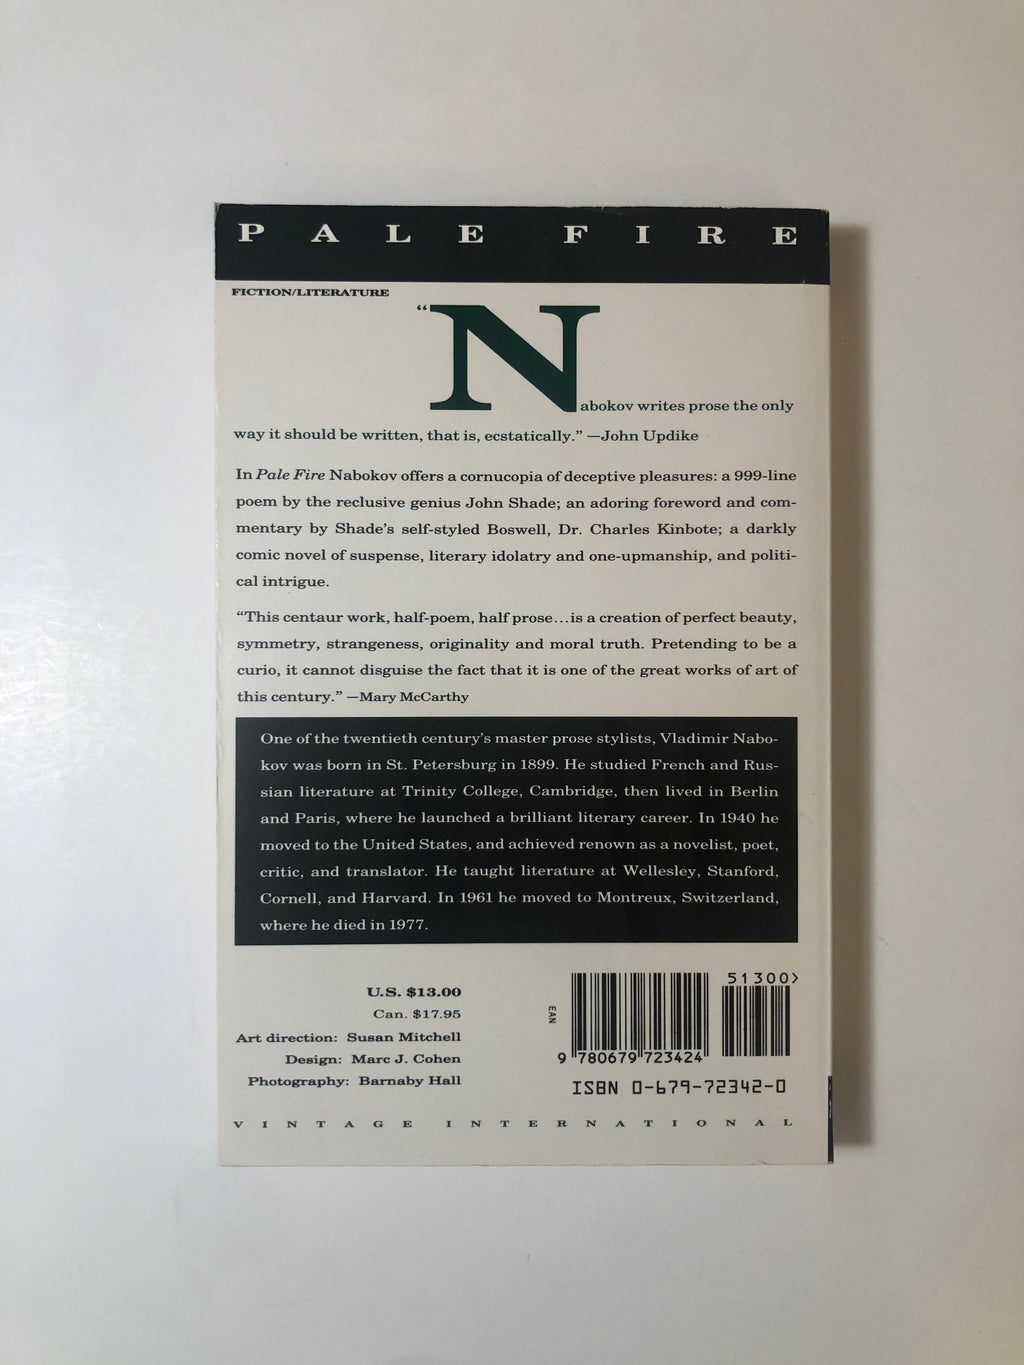 PALE FIRE
FICTION/LITERATURE
“Nabokov writes prose the only
way it should be written, that is, ecstatically.” —John Updike
In Pale Fire Nabokov offers a cornucopia of deceptive pleasures: a 999-line
poem by the reclusive genius John Shade; an adoring foreword and com-
mentary by Shade’s self-styled Boswell, Dr. Charles Kinbote; a darkly
comic novel of suspense, literary idolatry and one-upmanship, and politi-
cal intrigue.
“This centaur work, half-poem, half prose...is a creation of perfect beauty,
symmetry, strangeness, originality and moral truth. Pretending to be a
curio, it cannot disguise the fact that it is one of the great works of art of
this century.” —Mary McCarthy
One of the twentieth century’s master prose stylists, Vladimir Nabo-
kov was born in St. Petersburg in 1899. He studied French and Rus-
sian literature at Trinity College, Cambridge, then lived in Berlin
and Paris, where he launched a brilliant literary career. In 1940 he
moved to the United States, and achieved renown as a novelist, poet,
critic, and translator. He taught literature at Wellesley, Stanford,
Cornell, and Harvard. In 1961 he moved to Montreux, Switzerland,
where he died in 1977.
U.S. $13.00
Can. $17.95
Art direction: Susan Mitchell
Design: Marc J. Cohen
Photography: Barnaby Hall
51300>
EAN
9 780679 723424
ISBN 0-679-72342-0
VINTAGE INTERNATIONAL